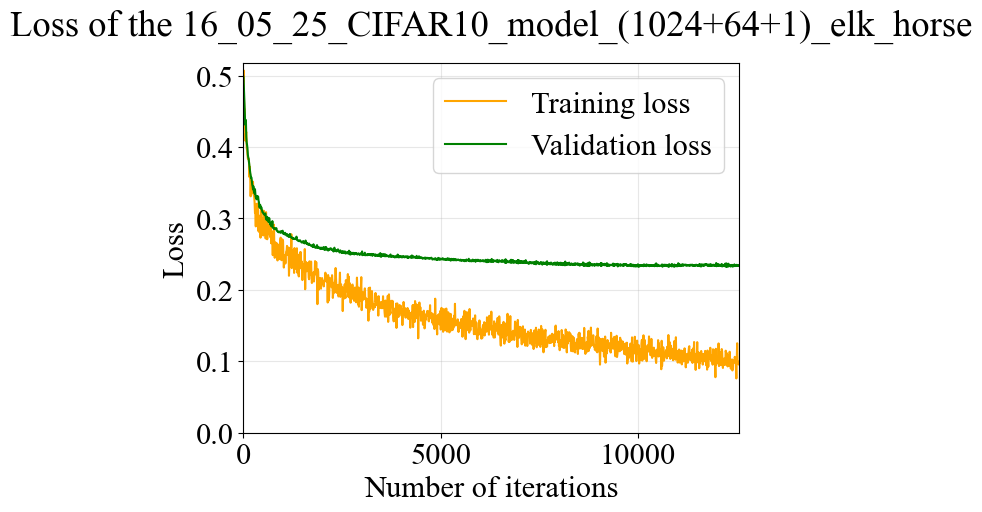 Loss of the 16_05_25_CIFAR10_model_(1024+64+1)_elk_horse
Training loss
Validation loss
Loss
0.5
0.4
0.3
0.2
0.1
0.0
0 5000 10000
Number of iterations